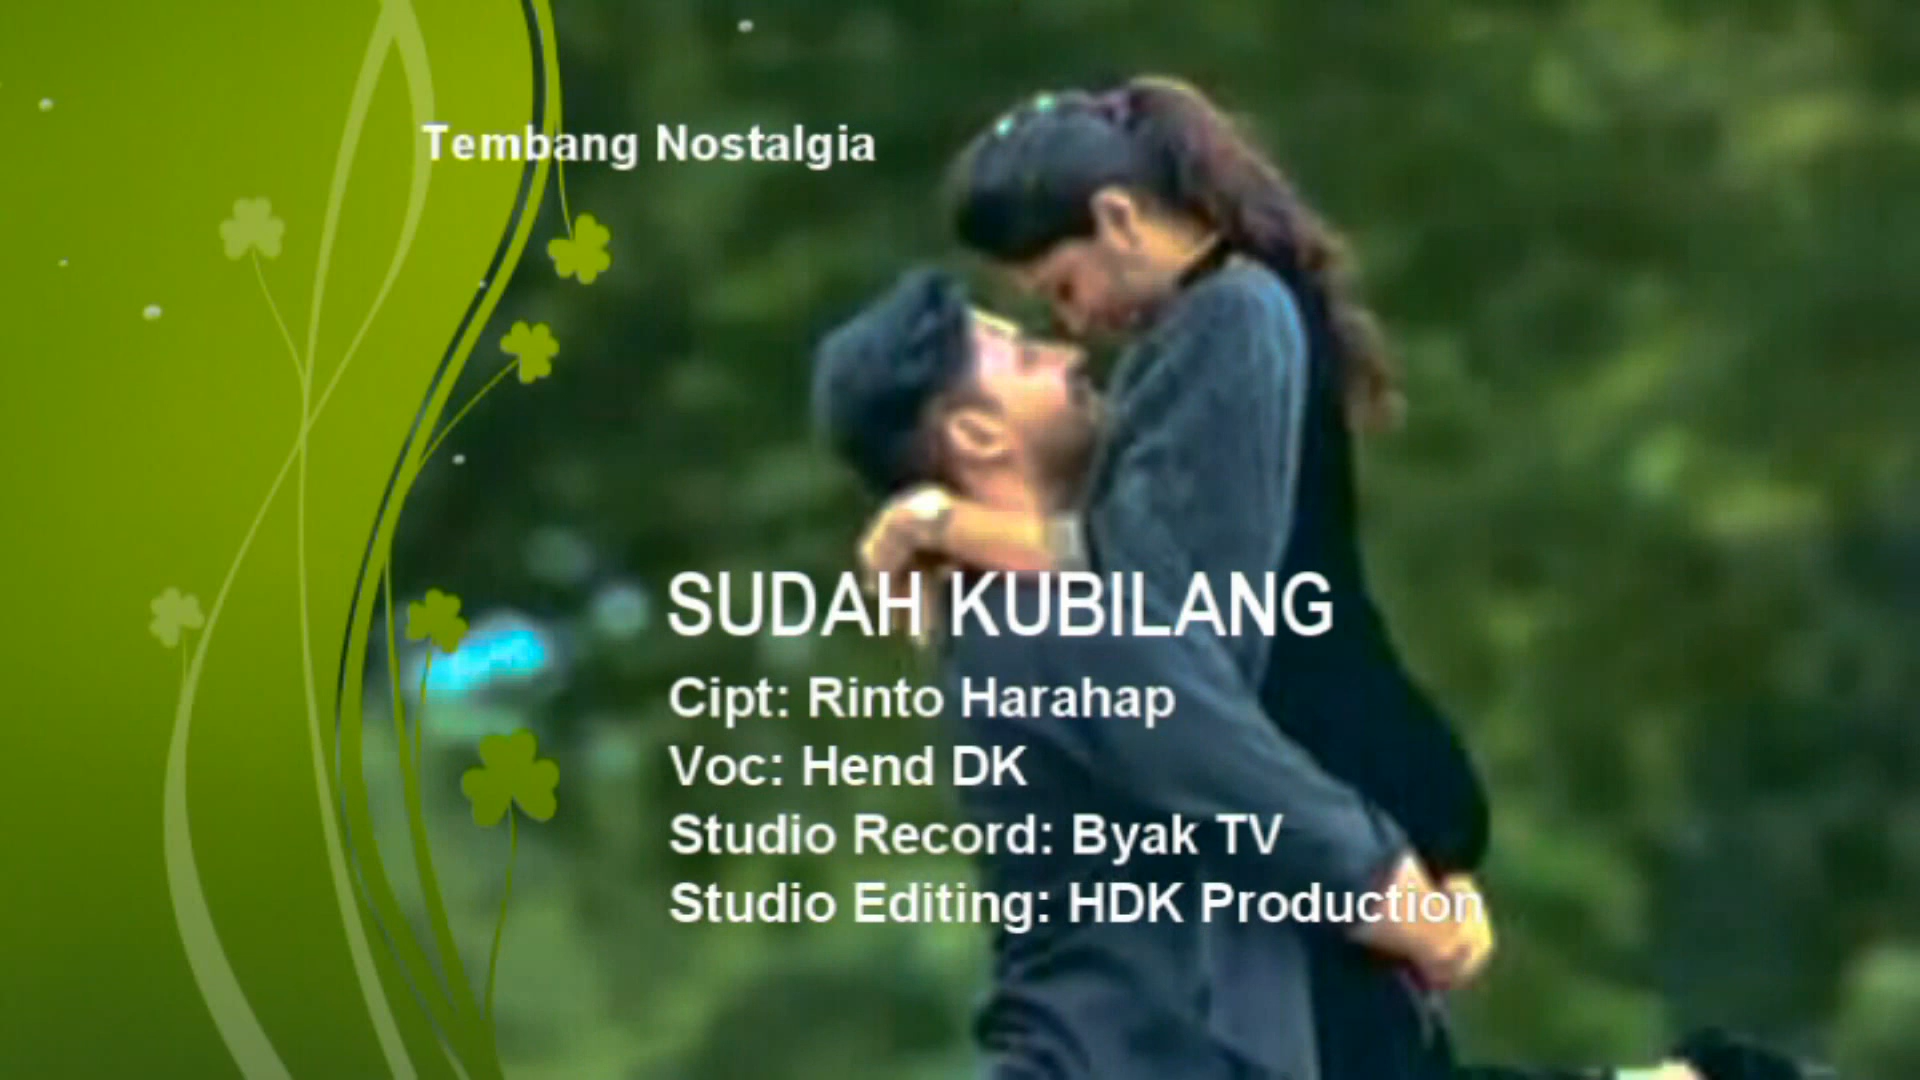 Tembang Nostalgia
SUDAH KUBILANG
Cipt: Rinto Harahap
Voc: Hend DK
Studio Record: Byak TV
Studio Editing: HDK Production